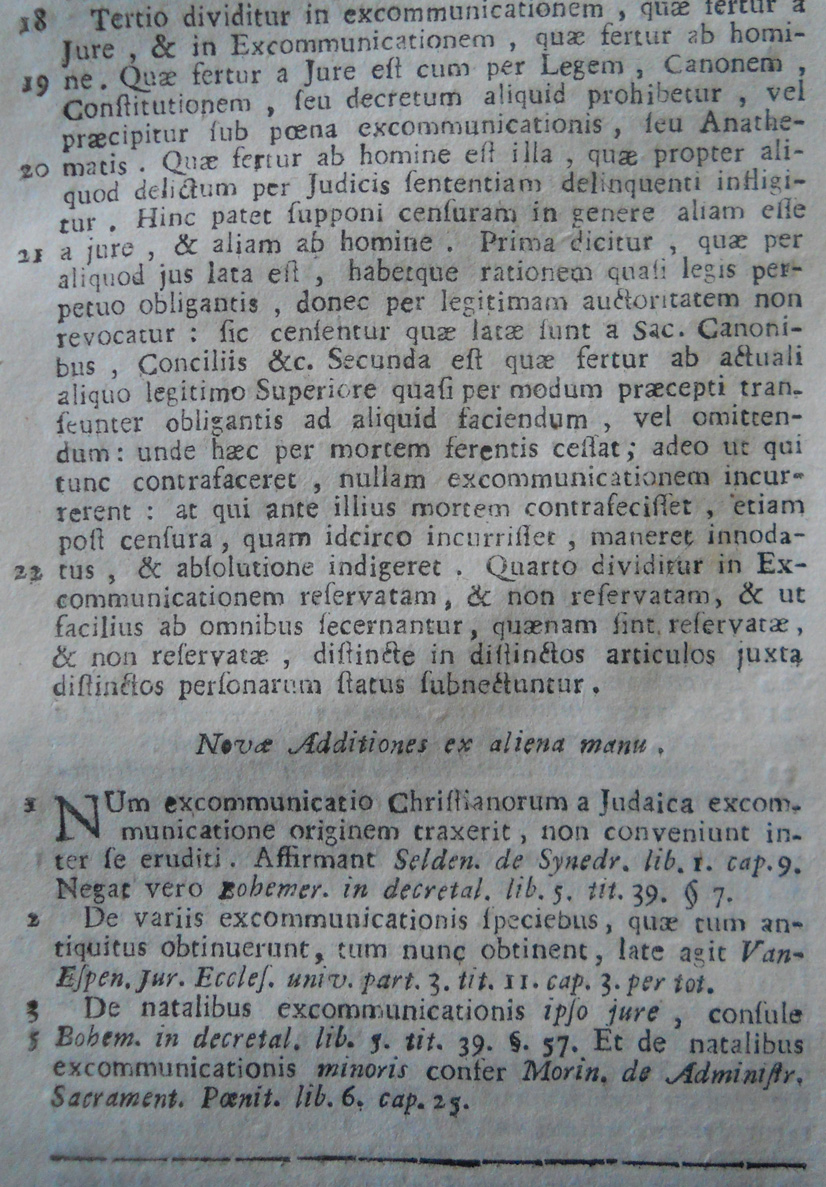 18 Tertio dividitur in excommunicationem , quæ fertur a
Jure , & in Excommunicationem , quæ fertur ab homi-
19 ne . Quæ fertur a Jure eſt cum per Legem , Canonem ,
Conſtitutionem , ſeu decretum aliquid prohibetur , vel
præcipitur ſub pœna excommunicationis , ſeu Anathe-
20 matis . Quæ fertur ab homine eſt illa , quæ propter ali-
quod delictum per Judicis ſententiam delinquenti infligi-
tur . Hinc patet ſupponi cenſuram in genere aliam eſſe
21 a jure , & aliam ab homine . Prima dicitur , quæ per
aliquod jus lata eſt , habetque rationem quaſi legis per-
petuo obligantis , donec per legitimam auctoritatem non
revocatur : ſic cenſentur quæ latæ ſunt a Sac. Canoni-
bus , Conciliis &c. Secunda eſt quæ fertur ab actuali
aliquo legitimo Superiore quaſi per modum præcepti tran-
ſeunter obligantis ad aliquid faciendum , vel omitten-
dum : unde hæc per mortem ferentis ceſſat ; adeo ut qui
tunc contrafaceret , nullam excommunicationem incur-
rerent : at qui ante illius mortem contrafeciſſet , etiam
poſt cenſura , quam idcirco incurriſſet , maneret innoda-
22 tus , & abſolutione indigeret . Quarto dividitur in Ex-
communicationem reſervatam , & non reſervatam , & ut
facilius ab omnibus ſecernantur , quænam ſint reſervatæ ,
& non reſervatæ , diſtincte in diſtinctos articulos juxta
diſtinctos perſonarum ſtatus ſubnectuntur .
Novæ Additiones ex aliena manu .
1 NUm excommunicatio Chriſtianorum a Judaica excom-
municatione originem traxerit , non conveniunt in-
ter ſe eruditi . Affirmant Selden. de Synedr. lib. 1. cap. 9.
Negat vero Bohemer. in decretal. lib. 5. tit. 39. § 7.
2 De variis excommunicationis ſpeciebus , quæ tum an-
tiquitus obtinuerunt , tum nunc obtinent , late agit Van-
Eſpen. Jur. Eccleſ. univ. part. 3. tit. 11. cap. 3. per tot.
3 De natalibus excommunicationis ipſo jure , conſule
5 Bohem. in decretal. lib. 5. tit. 39. §. 57. Et de natalibus
excommunicationis minoris confer Morin. de Adminiſtr.
Sacrament. Pœnit. lib. 6. cap. 25.